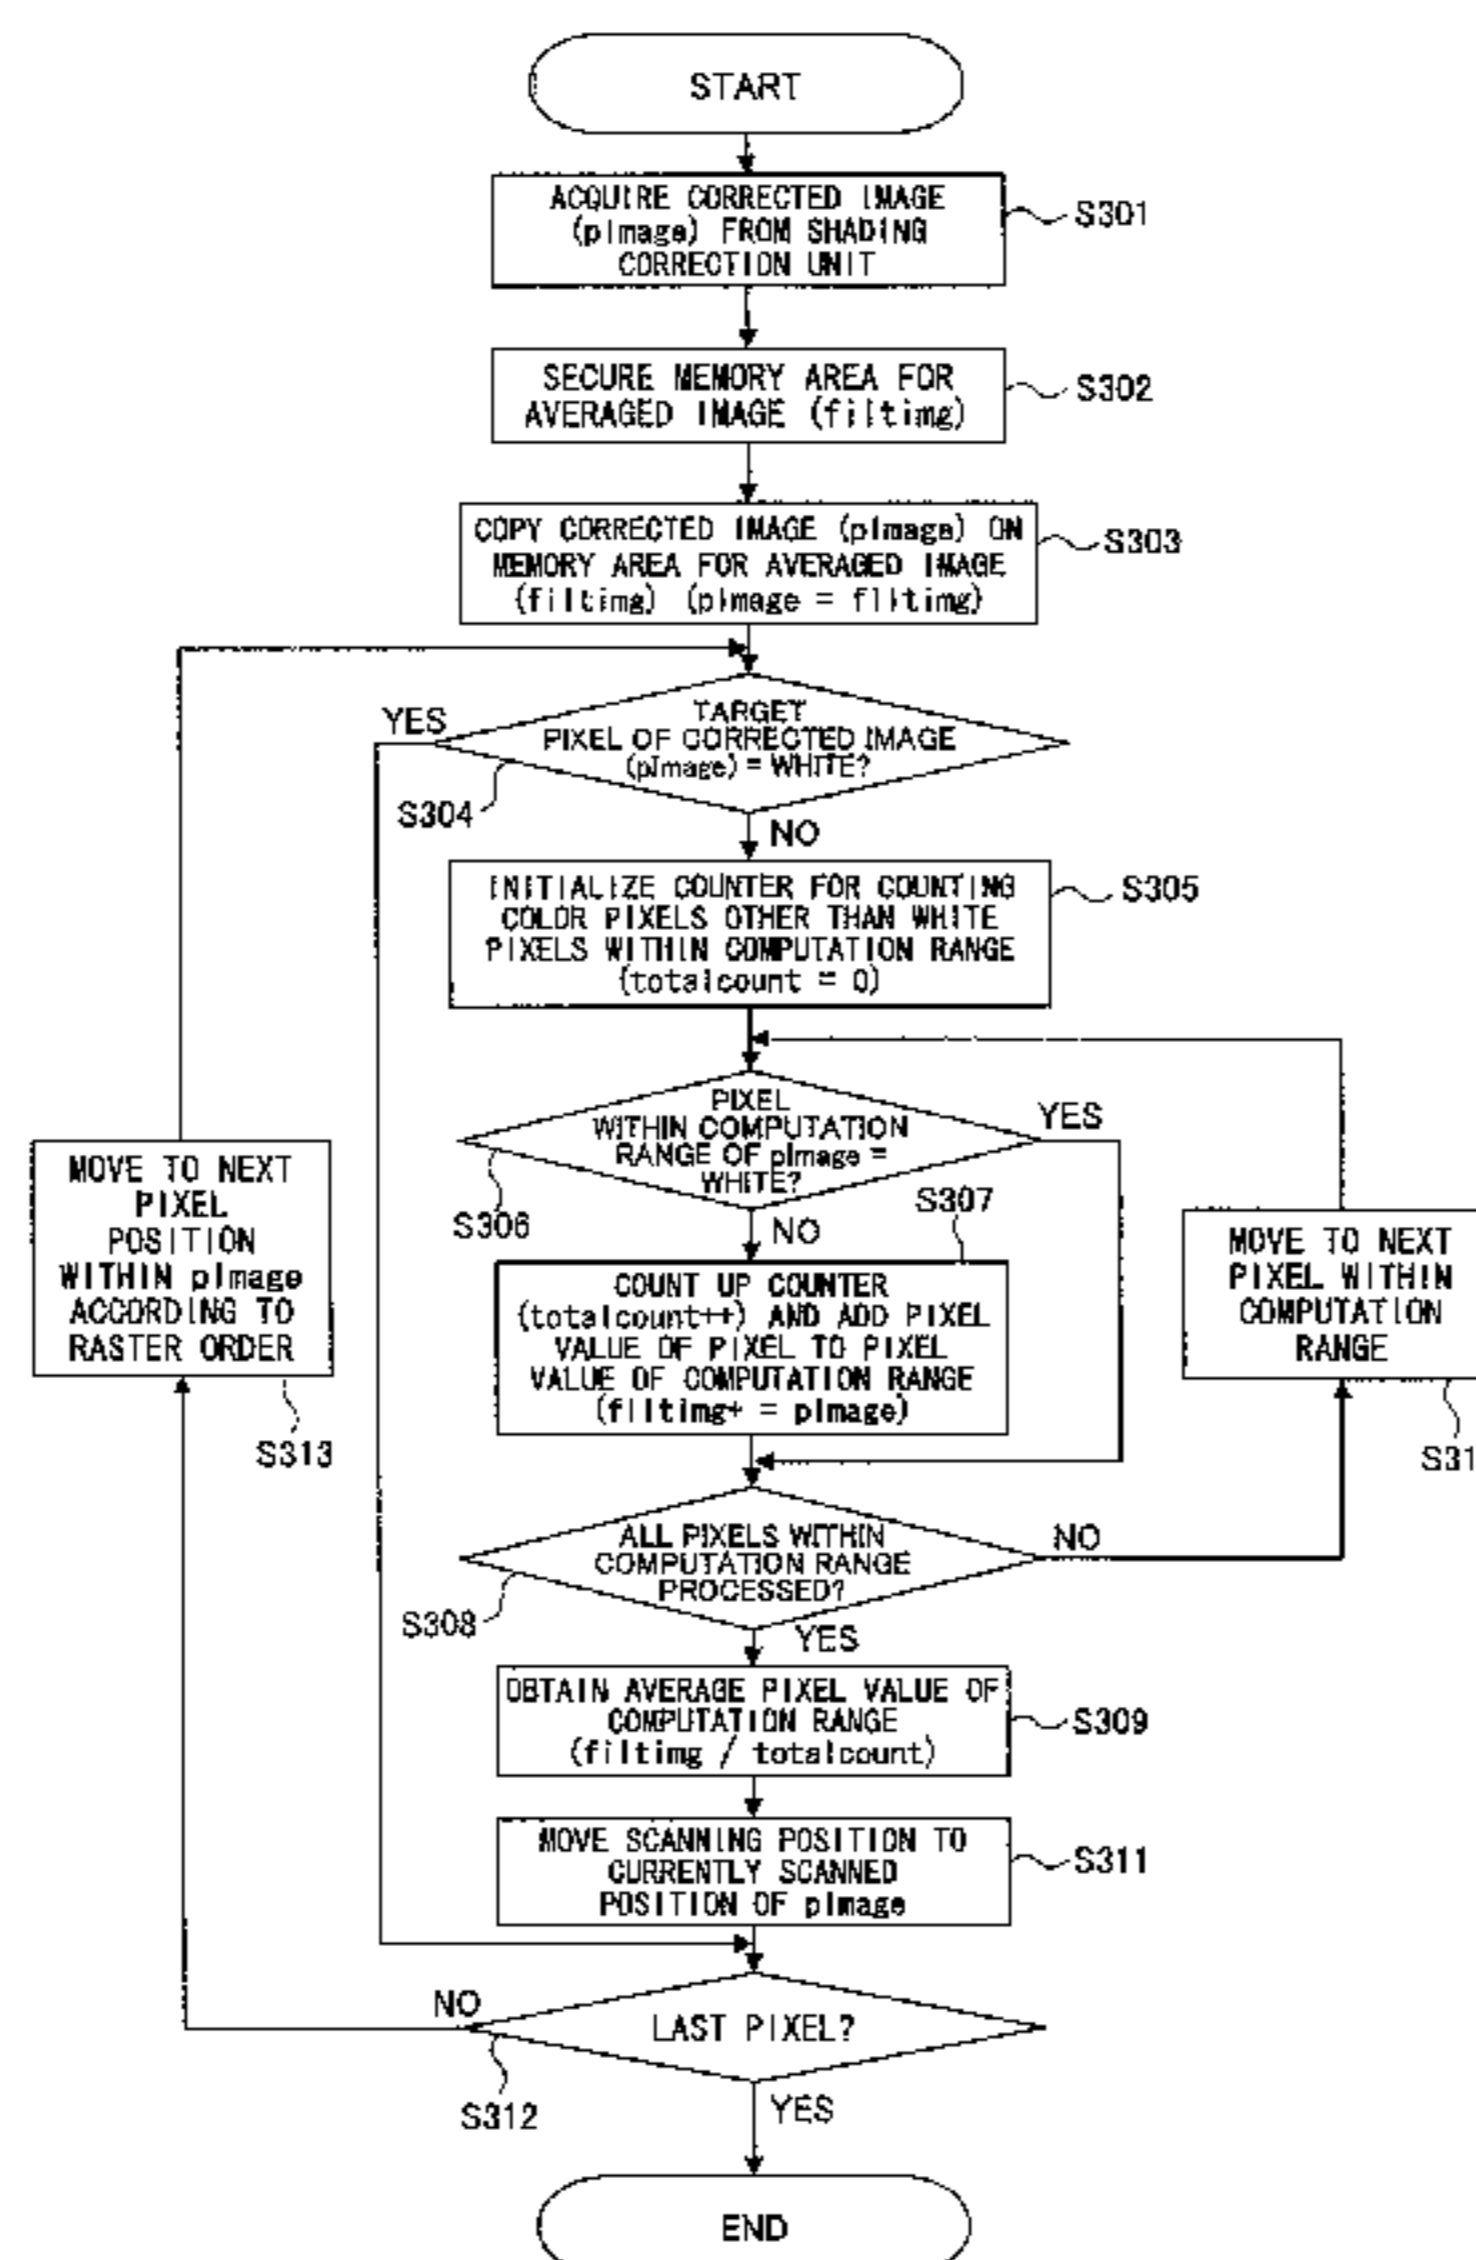 START
ACQUIRE CORRECTED IMAGE
(pImage) FROM SHADING
CORRECTION UNIT
S301
SECURE MEMORY AREA FOR
AVERAGED IMAGE (filtimg)
S302
COPY CORRECTED IMAGE (pImage) ON
MEMORY AREA FOR AVERAGED IMAGE
(filtimg) (pImage = filtimg)
S303
TARGET
PIXEL OF CORRECTED IMAGE
(pImage) = WHITE?
YES
S304
NO
INITIALIZE COUNTER FOR COUNTING
COLOR PIXELS OTHER THAN WHITE
PIXELS WITHIN COMPUTATION RANGE
(totalcount = 0)
S305
PIXEL
WITHIN COMPUTATION
RANGE OF pImage =
WHITE?
YES
S306
NO
S307
COUNT UP COUNTER
(totalcount++) AND ADD PIXEL
VALUE OF PIXEL TO PIXEL
VALUE OF COMPUTATION RANGE
(filtimg+ = pImage)
MOVE TO NEXT
PIXEL
POSITION
WITHIN pImage
ACCORDING TO
RASTER ORDER
S313
MOVE TO NEXT
PIXEL WITHIN
COMPUTATION
RANGE
S31
ALL PIXELS WITHIN
COMPUTATION RANGE
PROCESSED?
NO
S308
YES
OBTAIN AVERAGE PIXEL VALUE OF
COMPUTATION RANGE
(filtimg / totalcount)
S309
MOVE SCANNING POSITION TO
CURRENTLY SCANNED
POSITION OF pImage
S311
NO
LAST PIXEL?
S312
YES
END